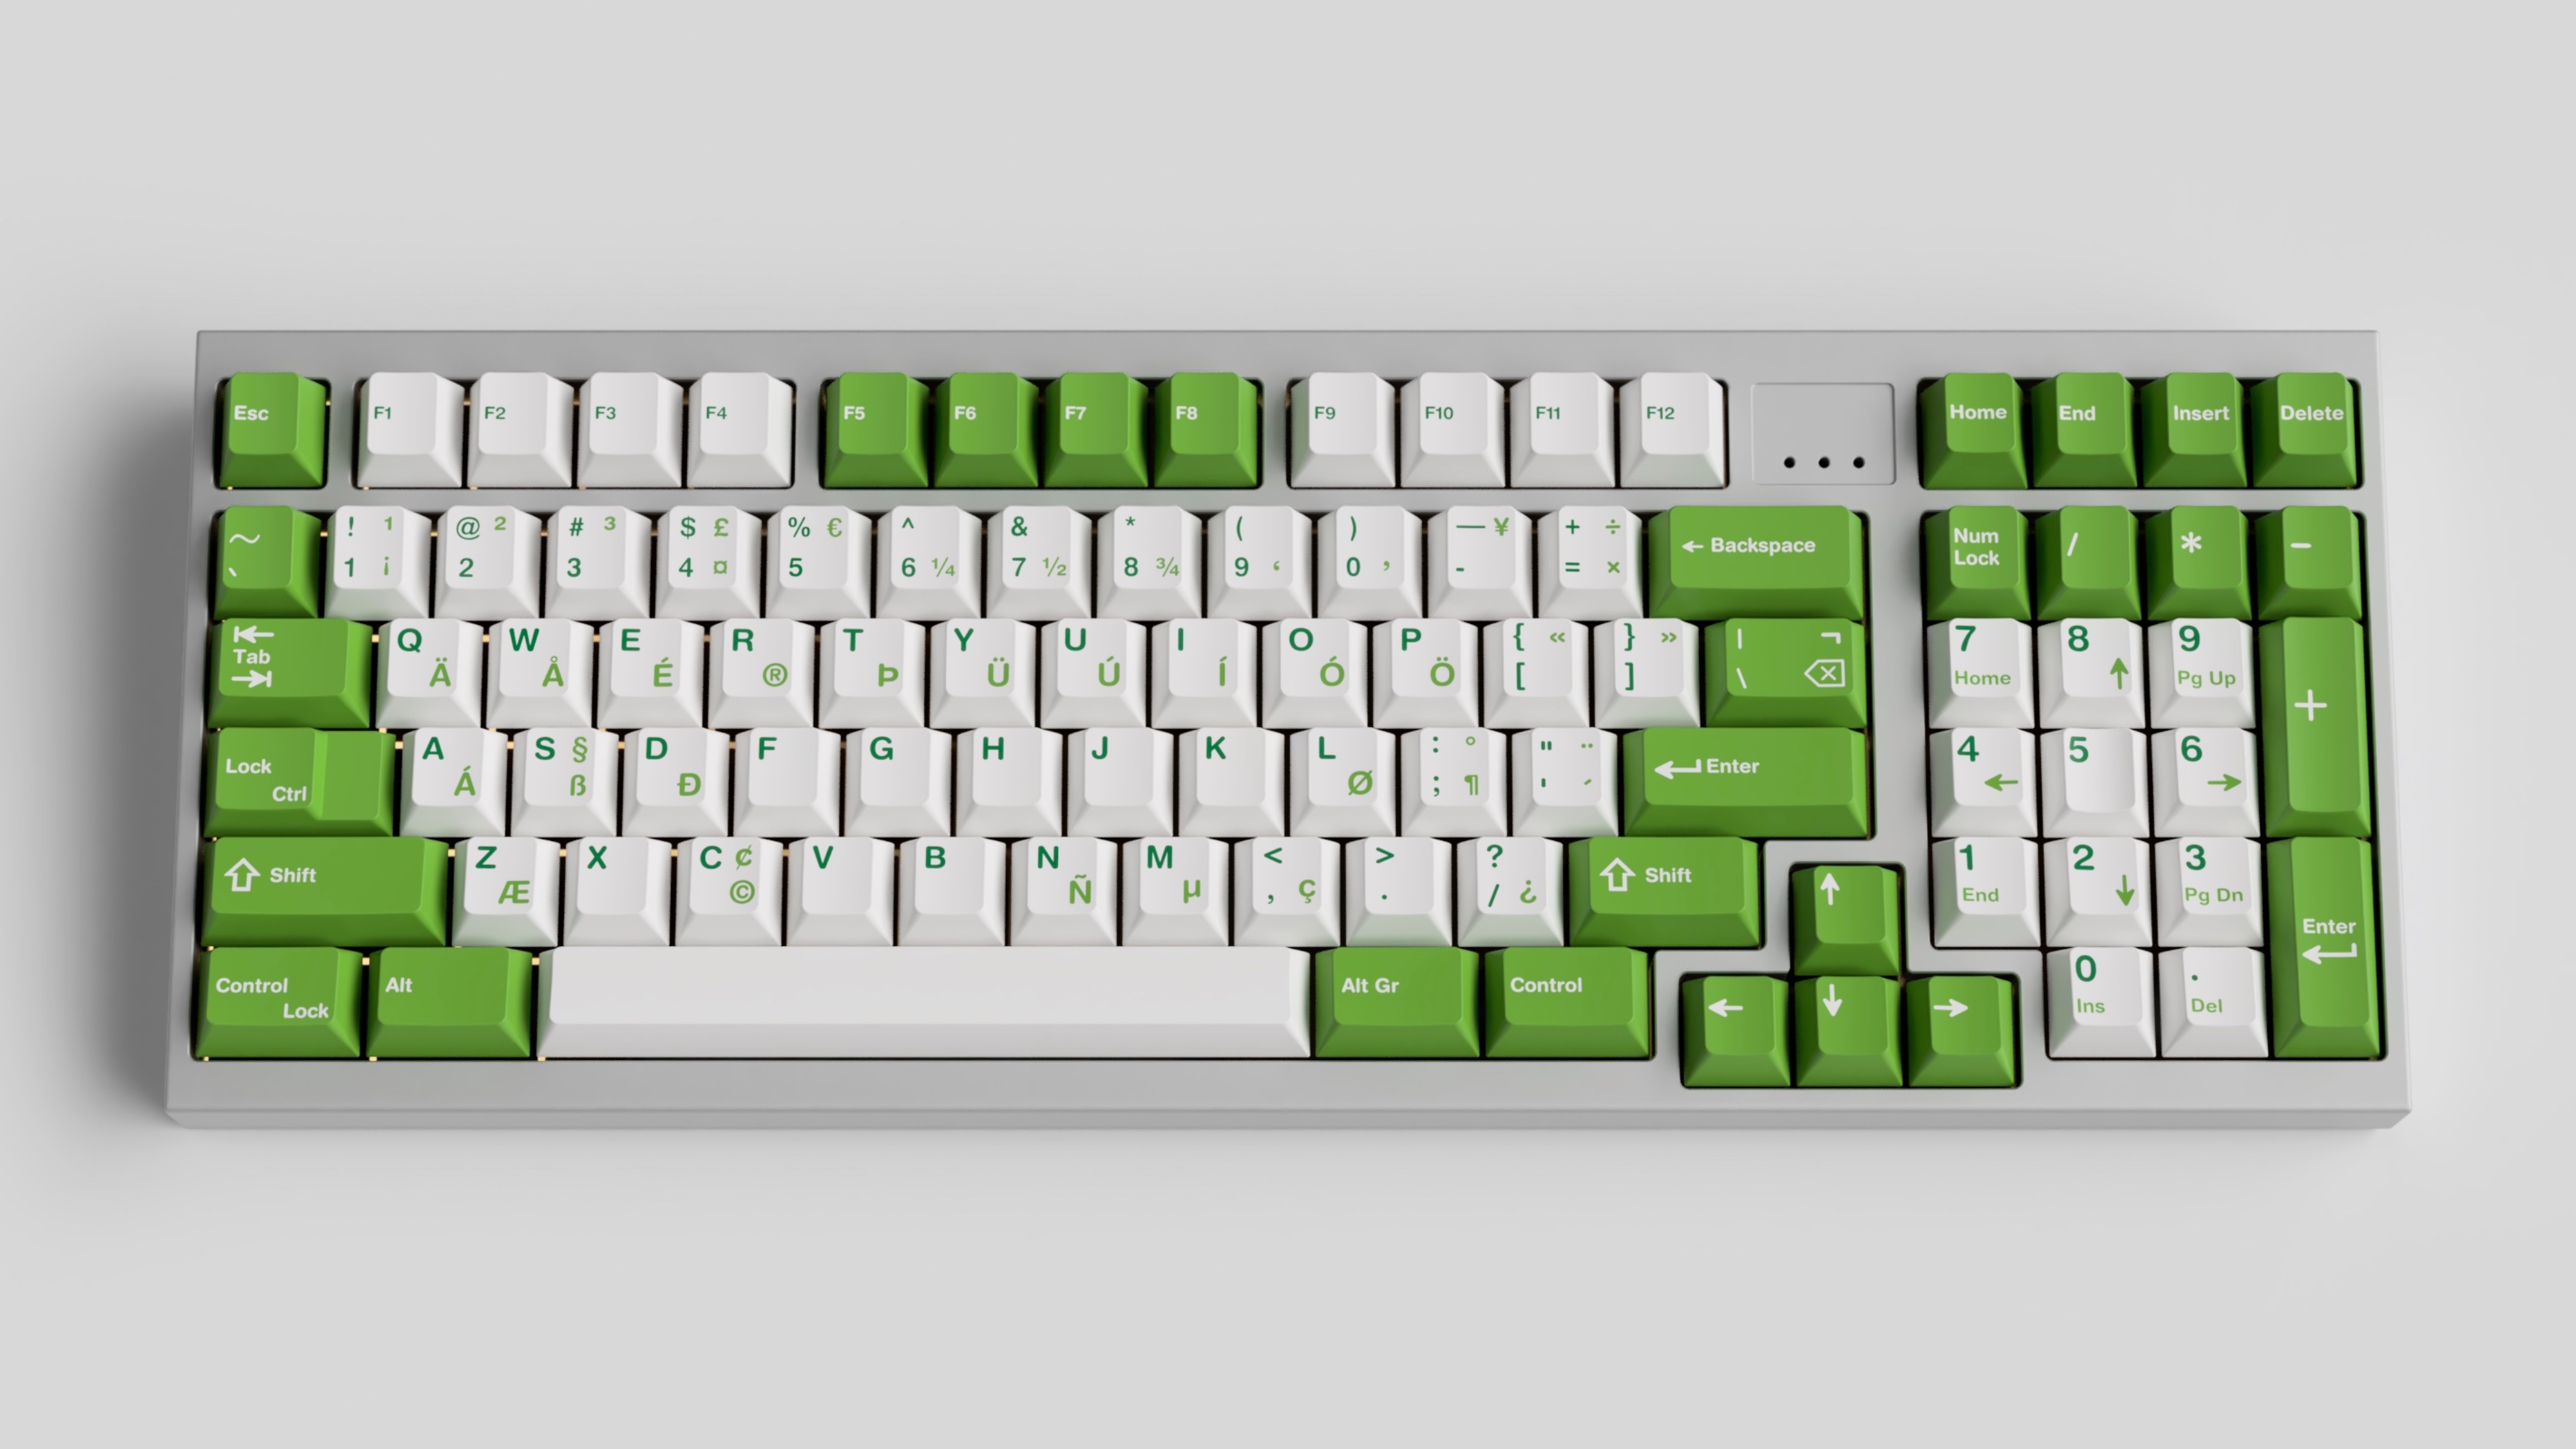 Esc F1 F2 F3 F4 F5 F6 F7 F8 F9 F10 F11 F12 Home End Insert Delete
~ ! 1 @ 2 # 3 $ £ % € ^ & * ( ) — ¥ + ÷ ← Backspace Num Lock / * -
` 1 ¡ 2 3 4 ¤ 5 6 ¼ 7 ½ 8 ¾ 9 ‘ 0 ’ - = ×
⇤ Tab ⇥ Q Ä W Å E É R ® T Þ Y Ü U Ú I Í O Ó P Ö { « [ } » ] | ¬ \ ⌫ 7 Home 8 ↑ 9 Pg Up +
Lock Ctrl A Á S § ß D Ð F G H J K L Ø : ° ; ¶ " ¨ ' ´ ↵ Enter 4 ← 5 6 →
⇧ Shift Z Æ X C ¢ © V B N Ñ M µ < , ç > . ? / ¿ ⇧ Shift ↑ 1 End 2 ↓ 3 Pg Dn Enter ↵
Control Lock Alt Alt Gr Control ← ↓ → 0 Ins . Del